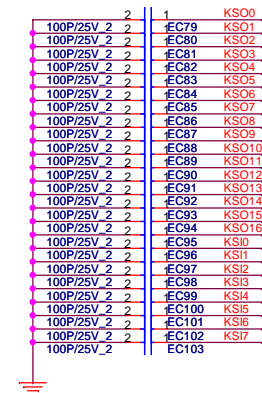 2 1 KSO0
100P/25V_2 2 1 EC79 KSO1
100P/25V_2 2 1 EC80 KSO2
100P/25V_2 2 1 EC81 KSO3
100P/25V_2 2 1 EC82 KSO4
100P/25V_2 2 1 EC83 KSO5
100P/25V_2 2 1 EC84 KSO6
100P/25V_2 2 1 EC85 KSO7
100P/25V_2 2 1 EC86 KSO8
100P/25V_2 2 1 EC87 KSO9
100P/25V_2 2 1 EC88 KSO10
100P/25V_2 2 1 EC89 KSO11
100P/25V_2 2 1 EC90 KSO12
100P/25V_2 2 1 EC91 KSO13
100P/25V_2 2 1 EC92 KSO14
100P/25V_2 2 1 EC93 KSO15
100P/25V_2 2 1 EC94 KSO16
100P/25V_2 2 1 EC95 KSI0
100P/25V_2 2 1 EC96 KSI1
100P/25V_2 2 1 EC97 KSI2
100P/25V_2 2 1 EC98 KSI3
100P/25V_2 2 1 EC99 KSI4
100P/25V_2 2 1 EC100 KSI5
100P/25V_2 2 1 EC101 KSI6
100P/25V_2 2 1 EC102 KSI7
100P/25V_2 EC103